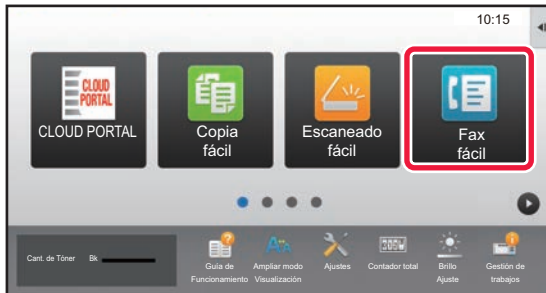 10:15
CLOUD
PORTAL
CLOUD PORTAL
Copia
fácil
Escaneado
fácil
Fax
fácil
Cant. de Tóner Bk
Guía de
Funcionamiento
Ampliar modo
Visualización
Ajustes
Contador total
Brillo
Ajuste
Gestión de
trabajos